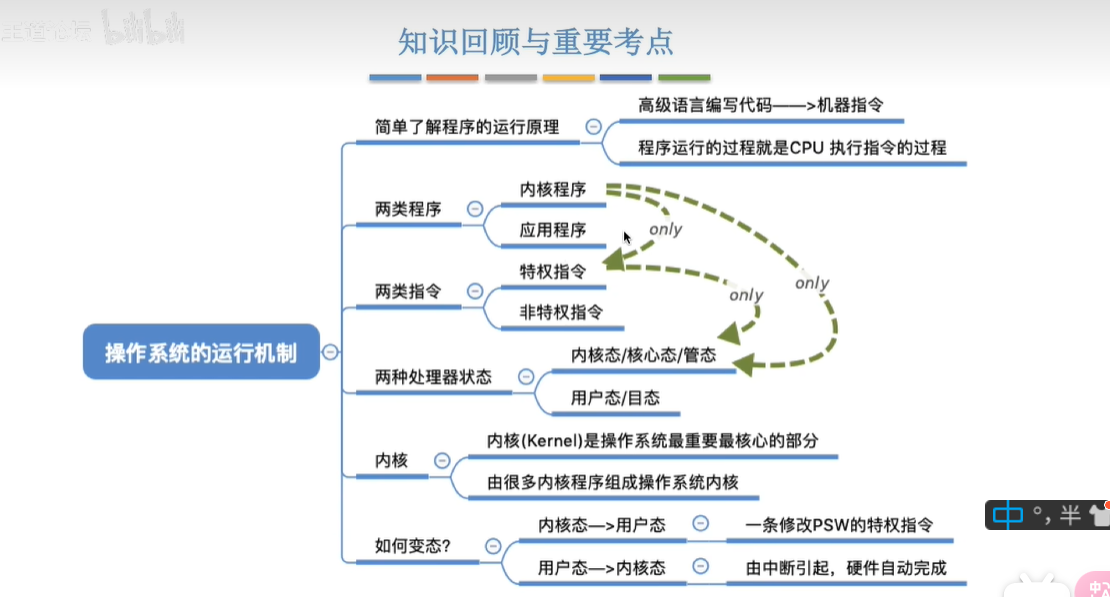 王道论坛 bilibili
知识回顾与重要考点
操作系统的运行机制
简单了解程序的运行原理
高级语言编写代码——>机器指令
程序运行的过程就是CPU 执行指令的过程
两类程序
内核程序
应用程序
only
两类指令
特权指令
非特权指令
only
only
两种处理器状态
内核态/核心态/管态
用户态/目态
内核
内核(Kernel)是操作系统最重要最核心的部分
由很多内核程序组成操作系统内核
如何变态?
内核态—>用户态
一条修改PSW的特权指令
用户态—>内核态
由中断引起，硬件自动完成
中 °, 半
中